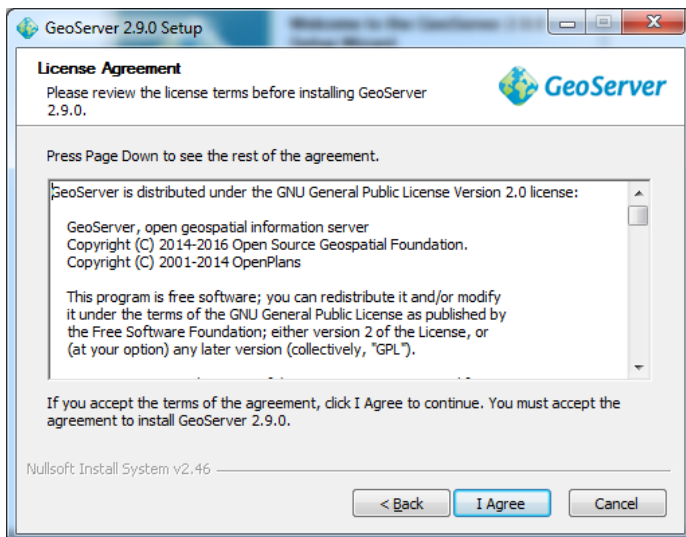 GeoServer 2.9.0 Setup
License Agreement
Please review the license terms before installing GeoServer
2.9.0.
GeoServer
Press Page Down to see the rest of the agreement.
GeoServer is distributed under the GNU General Public License Version 2.0 license:
GeoServer, open geospatial information server
Copyright (C) 2014-2016 Open Source Geospatial Foundation.
Copyright (C) 2001-2014 OpenPlans
This program is free software; you can redistribute it and/or modify
it under the terms of the GNU General Public License as published by
the Free Software Foundation; either version 2 of the License, or
(at your option) any later version (collectively, "GPL").
If you accept the terms of the agreement, click I Agree to continue. You must accept the
agreement to install GeoServer 2.9.0.
Nullsoft Install System v2.46
< Back
I Agree
Cancel